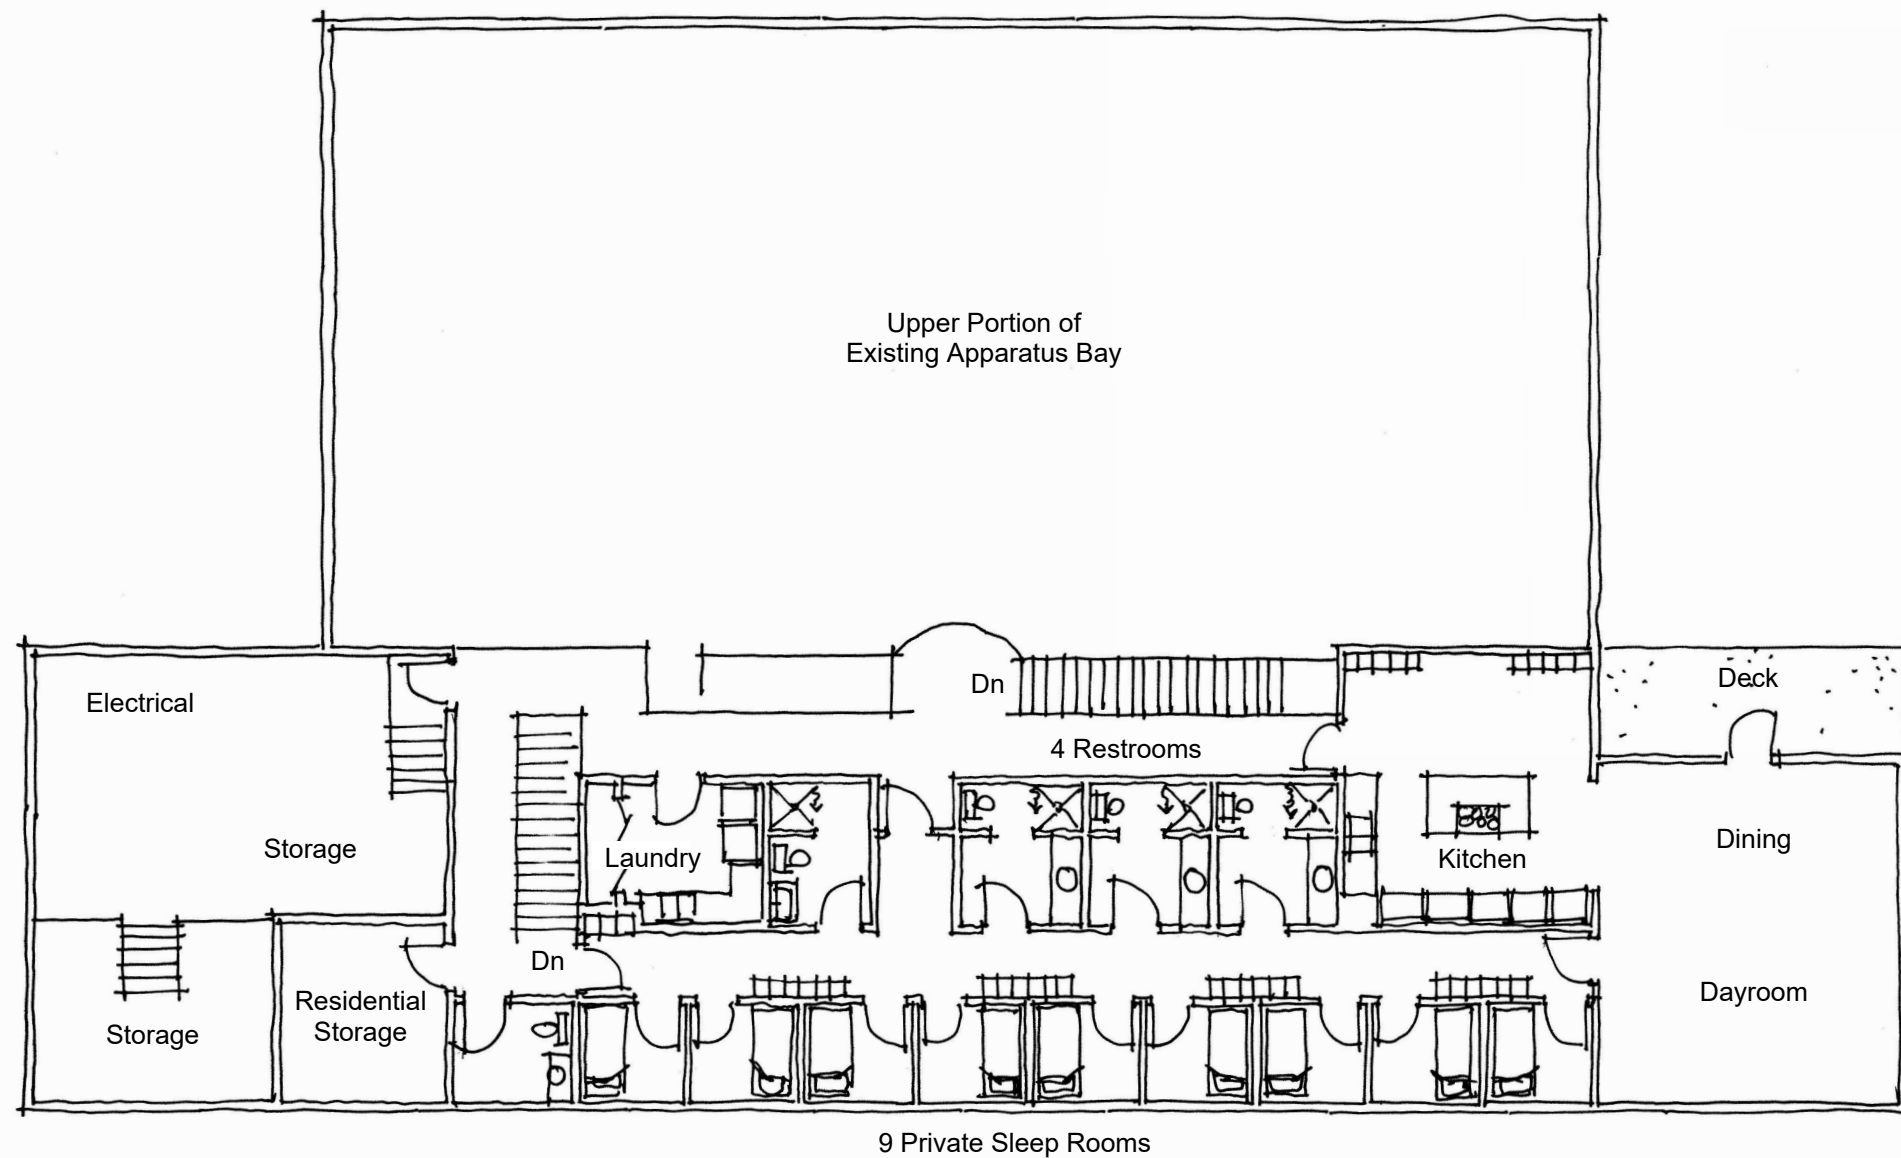 Upper Portion of
Existing Apparatus Bay
Electrical
Dn
Deck
4 Restrooms
Storage
Laundry
Kitchen
Dining
Dn
Residential
Storage
Storage
Dayroom
9 Private Sleep Rooms